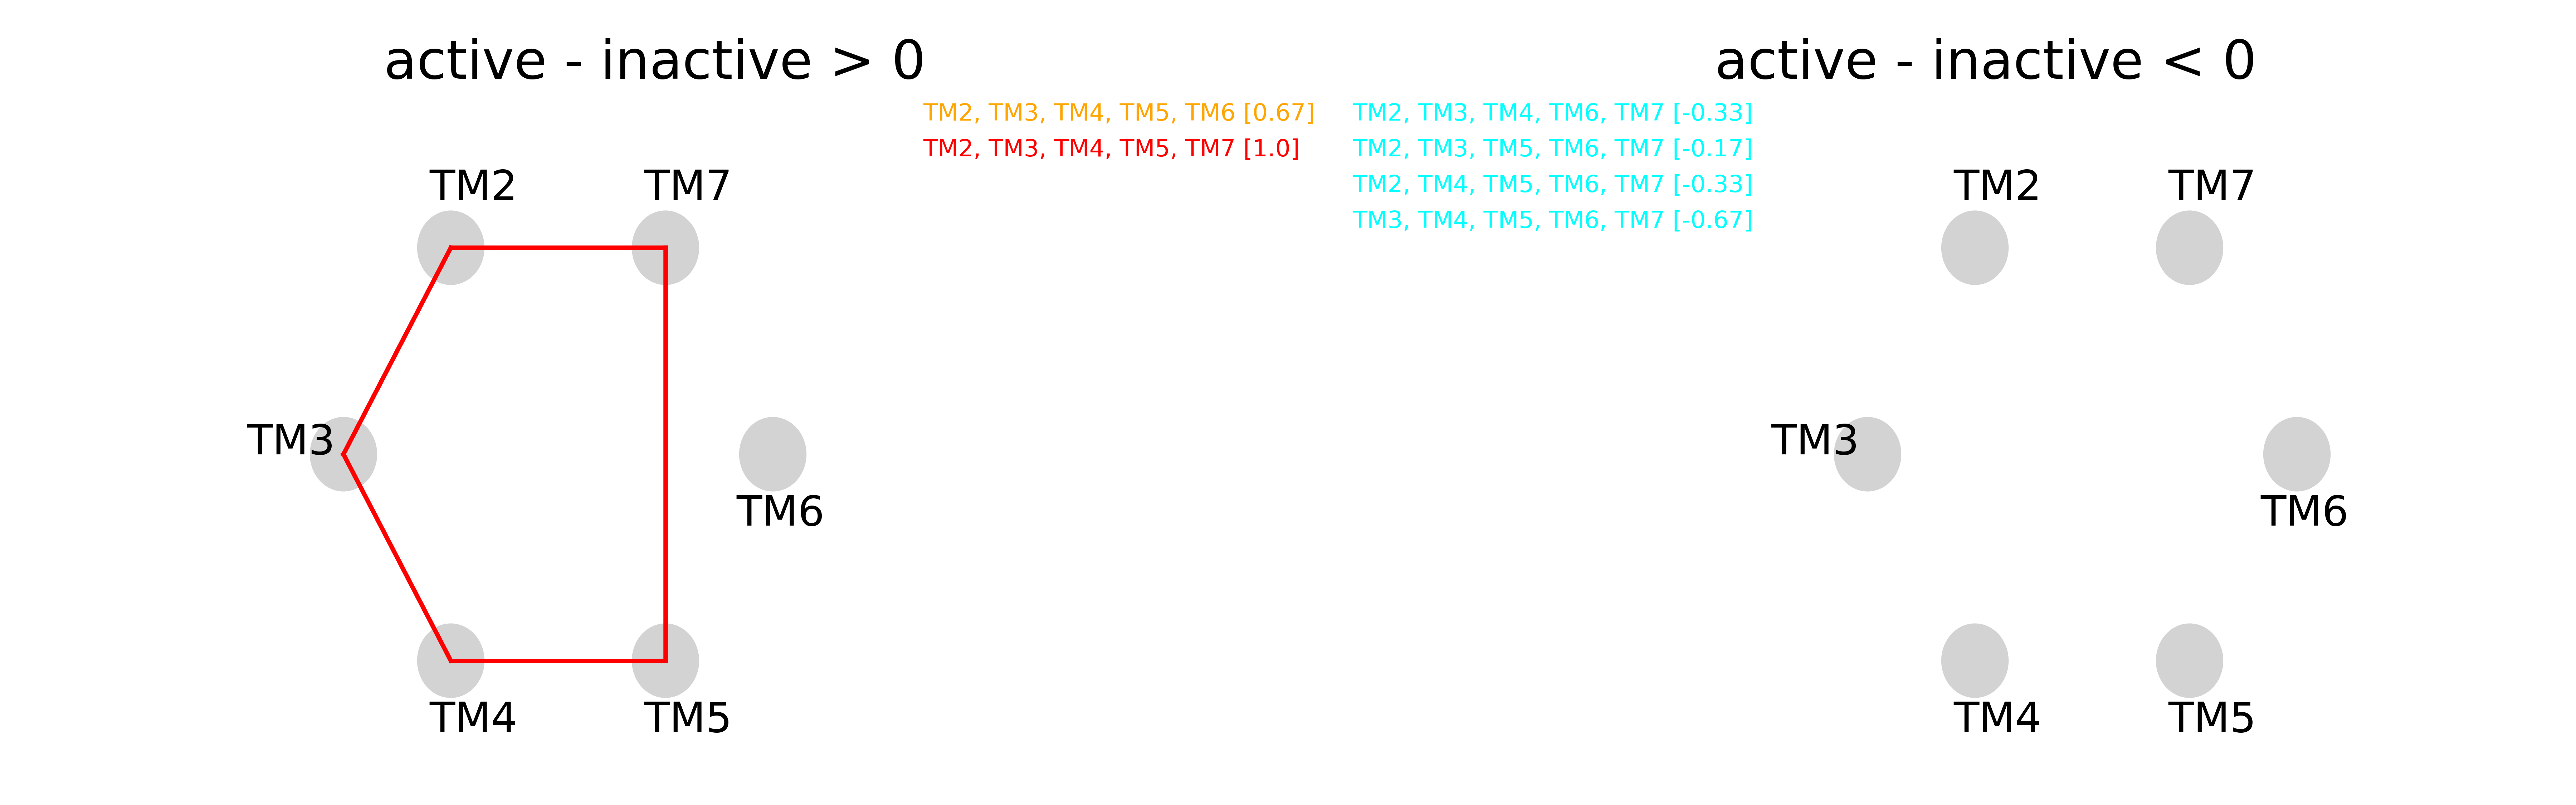 active - inactive > 0
TM2, TM3, TM4, TM5, TM6 [0.67]
TM2, TM3, TM4, TM5, TM7 [1.0]
TM2
TM7
TM3
TM6
TM4
TM5
active - inactive < 0
TM2, TM3, TM4, TM6, TM7 [-0.33]
TM2, TM3, TM5, TM6, TM7 [-0.17]
TM2, TM4, TM5, TM6, TM7 [-0.33]
TM3, TM4, TM5, TM6, TM7 [-0.67]
TM2
TM7
TM3
TM6
TM4
TM5